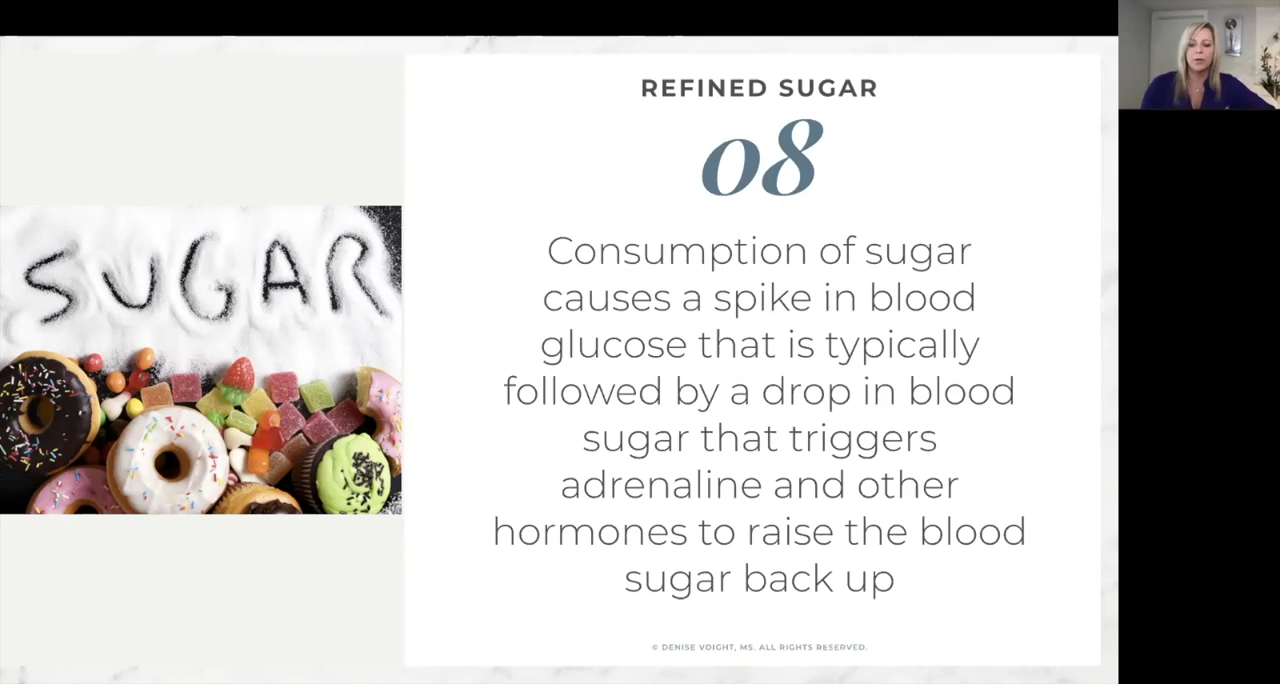 REFINED SUGAR
08
Consumption of sugar
causes a spike in blood
glucose that is typically
followed by a drop in blood
sugar that triggers
adrenaline and other
hormones to raise the blood
sugar back up
SUGAR
© DENISE VOIGHT, MS. ALL RIGHTS RESERVED.